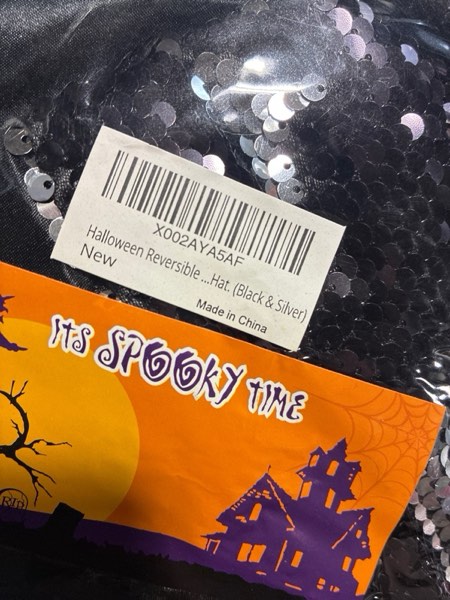 X002AYA5AF
Halloween Reversible ...Hat, (Black & Silver)
New
Made in China
ITS SPOOKY TIME